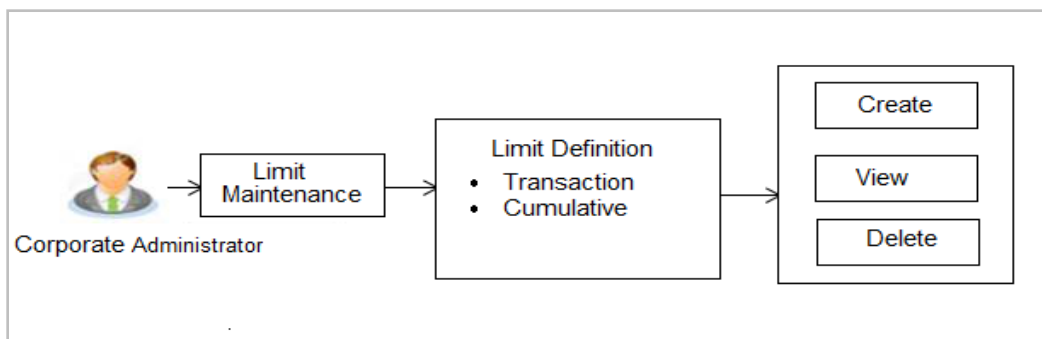 Corporate Administrator
Limit
Maintenance
Limit Definition
• Transaction
• Cumulative
Create
View
Delete